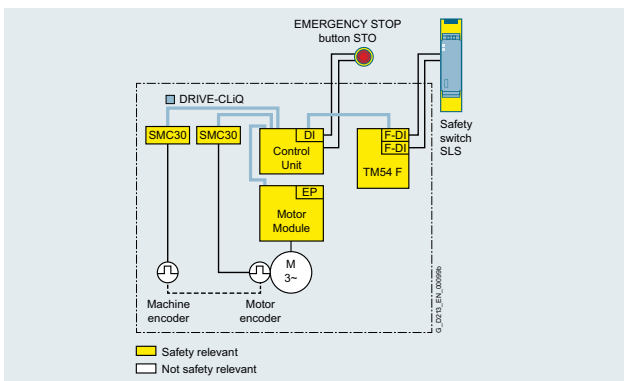 EMERGENCY STOP
button STO
DRIVE-CLiQ
SMC30
SMC30
DI
Control
Unit
F-DI
F-DI
TM54 F
Safety
switch
SLS
EP
Motor
Module
M
3~
Machine
encoder
Motor
encoder
G_D213_EN_00099b
Safety relevant
Not safety relevant